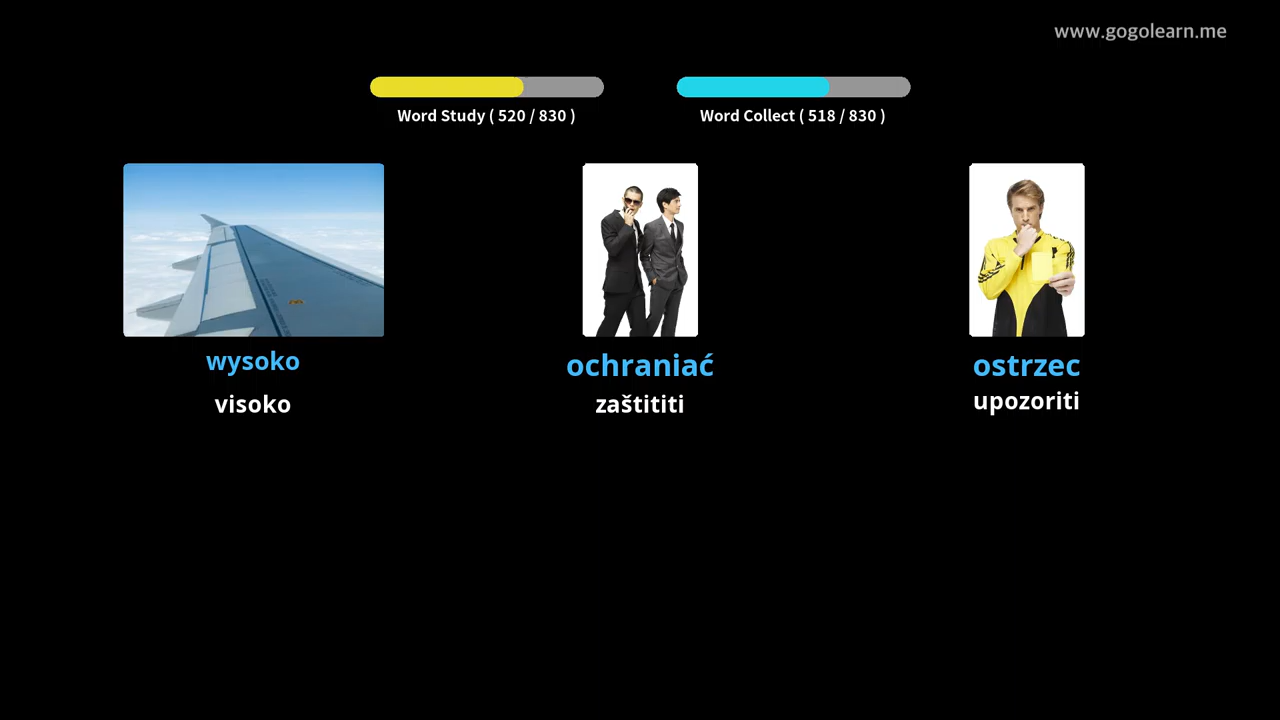 www.gogolearn.me
Word Study ( 520 / 830 )
Word Collect ( 518 / 830 )
wysoko
visoko
ochraniać
zaštititi
ostrzec
upozoriti